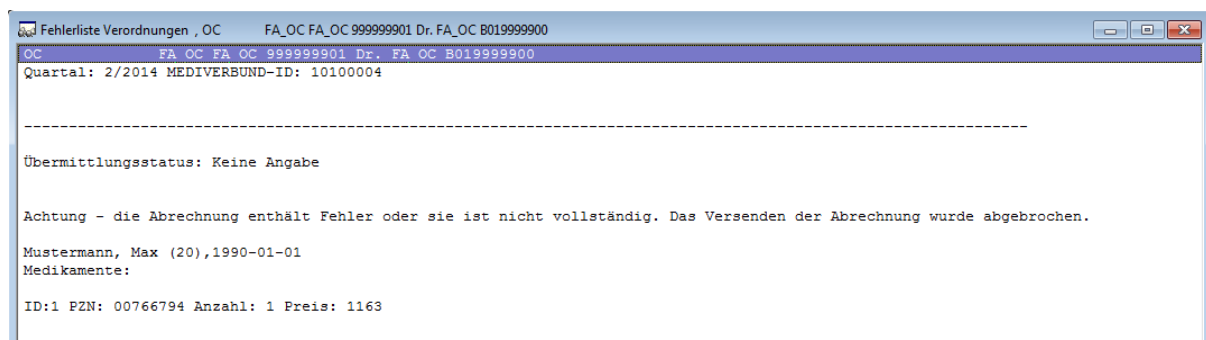 Fehlerliste Verordnungen , OC FA_OC FA_OC 999999901 Dr. FA_OC B019999900
OC FA OC FA OC 999999901 Dr. FA OC B019999900
Quartal: 2/2014 MEDIVERBUND-ID: 10100004
Übermittlungsstatus: Keine Angabe
Achtung - die Abrechnung enthält Fehler oder sie ist nicht vollständig. Das Versenden der Abrechnung wurde abgebrochen.
Mustermann, Max (20),1990-01-01
Medikamente:
ID:1 PZN: 00766794 Anzahl: 1 Preis: 1163